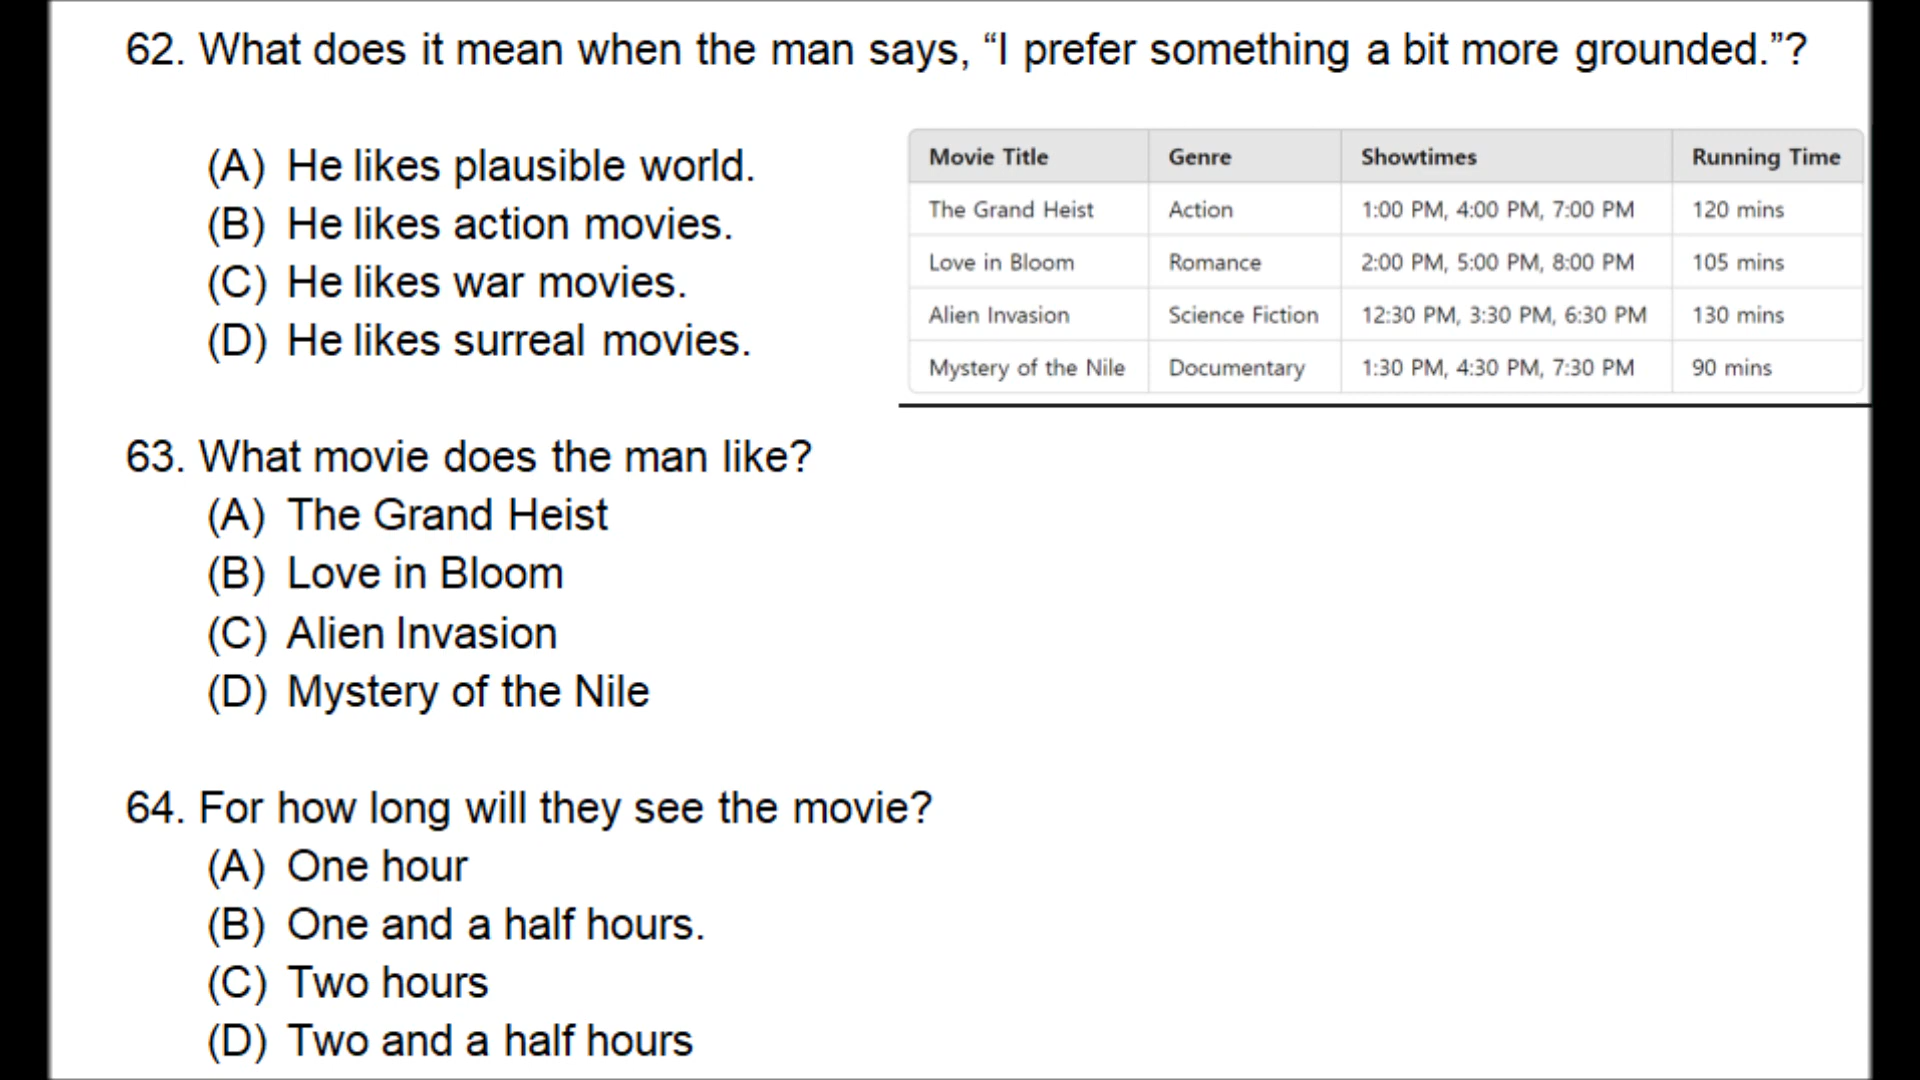 62. What does it mean when the man says, “I prefer something a bit more grounded.”?
(A) He likes plausible world.
(B) He likes action movies.
(C) He likes war movies.
(D) He likes surreal movies.
Movie Title Genre Showtimes Running Time
The Grand Heist Action 1:00 PM, 4:00 PM, 7:00 PM 120 mins
Love in Bloom Romance 2:00 PM, 5:00 PM, 8:00 PM 105 mins
Alien Invasion Science Fiction 12:30 PM, 3:30 PM, 6:30 PM 130 mins
Mystery of the Nile Documentary 1:30 PM, 4:30 PM, 7:30 PM 90 mins
63. What movie does the man like?
(A) The Grand Heist
(B) Love in Bloom
(C) Alien Invasion
(D) Mystery of the Nile
64. For how long will they see the movie?
(A) One hour
(B) One and a half hours.
(C) Two hours
(D) Two and a half hours